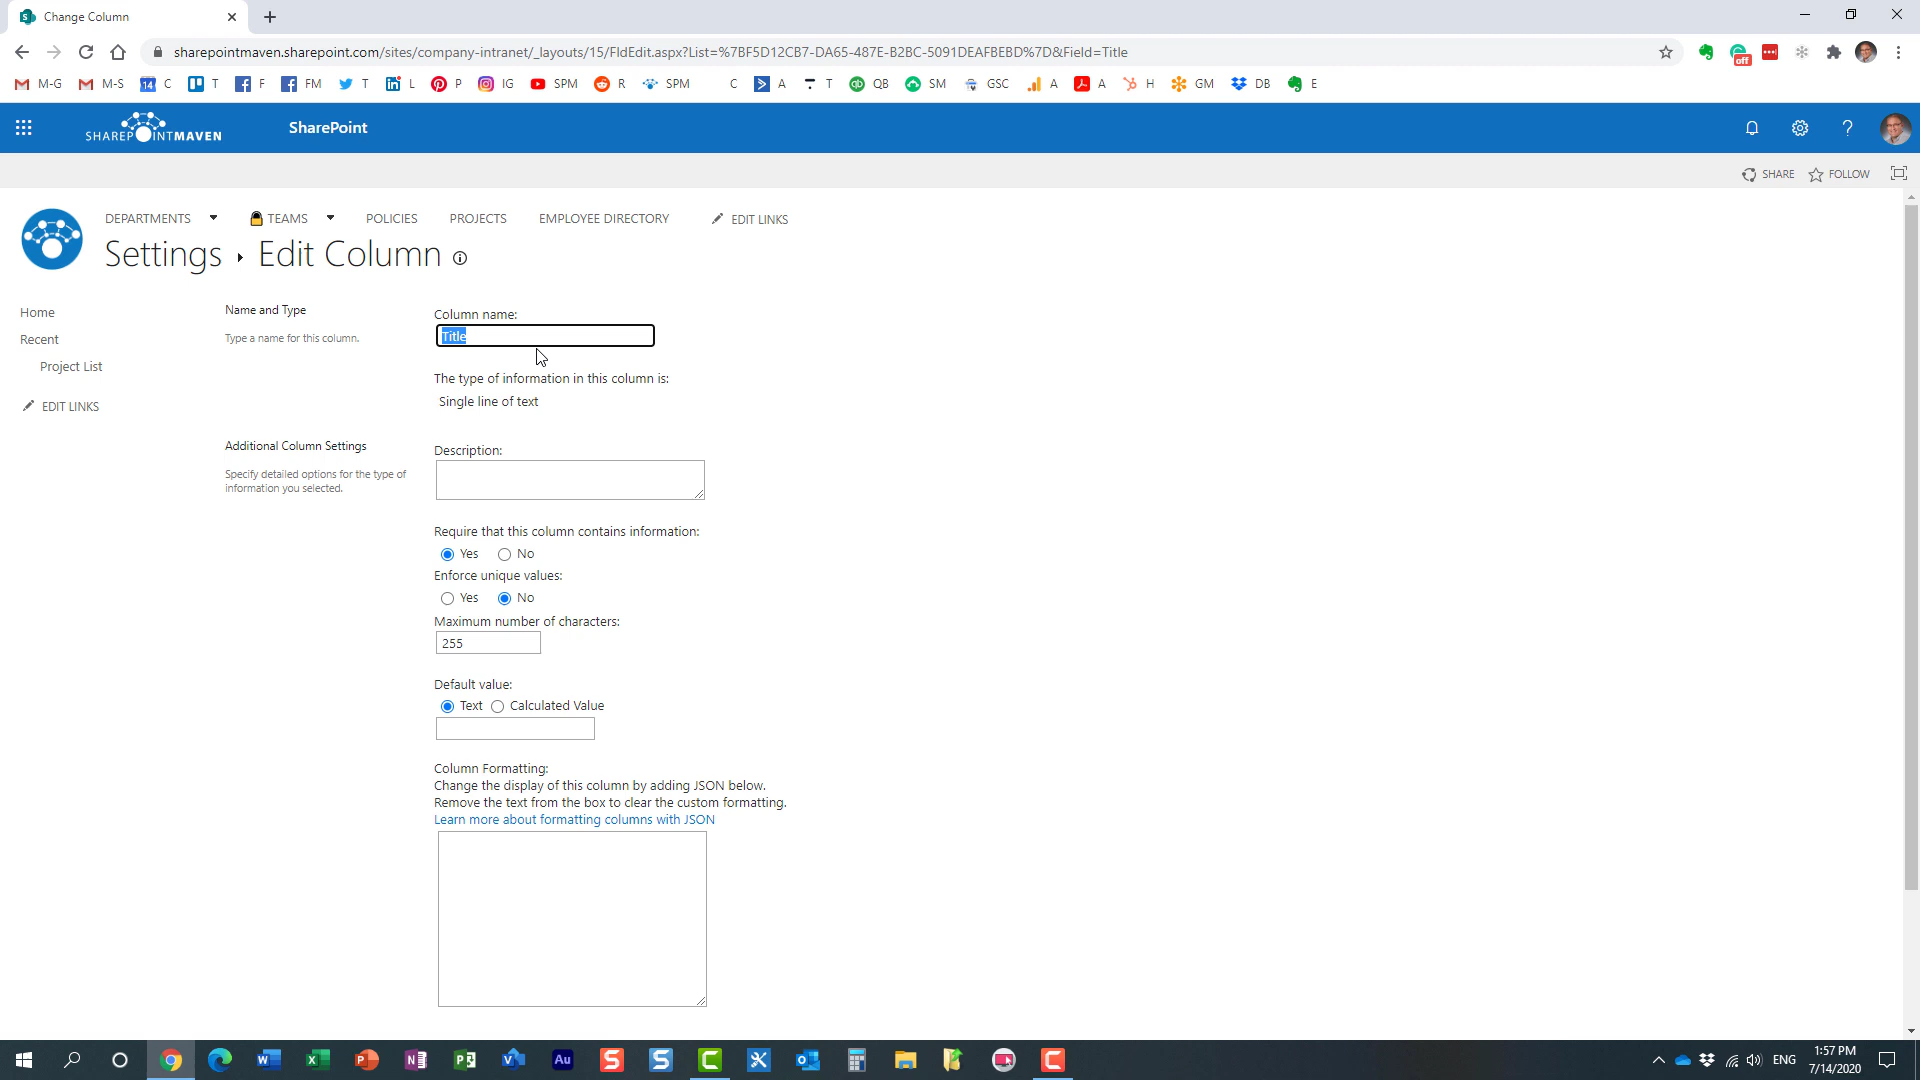 Change Column
sharepointmaven.sharepoint.com/sites/company-intranet/_layouts/15/FldEdit.aspx?List=%7BF5D12CB7-DA65-487E-B2BC-5091DEAFBEBD%7D&Field=Title
off
M-G M-S 14 C T F FM T L P IG SPM R SPM C A T QB SM GSC A A H GM DB E
SHAREPOINTMAVEN
SharePoint
SHARE FOLLOW
DEPARTMENTS TEAMS POLICIES PROJECTS EMPLOYEE DIRECTORY EDIT LINKS
Settings Edit Column
Home
Recent
Project List
EDIT LINKS
Name and Type
Type a name for this column.
Column name:
Title
The type of information in this column is:
Single line of text
Additional Column Settings
Specify detailed options for the type of
information you selected.
Description:
Require that this column contains information:
Yes No
Enforce unique values:
Yes No
Maximum number of characters:
255
Default value:
Text Calculated Value
Column Formatting:
Change the display of this column by adding JSON below.
Remove the text from the box to clear the custom formatting.
Learn more about formatting columns with JSON
ENG
1:57 PM
7/14/2020